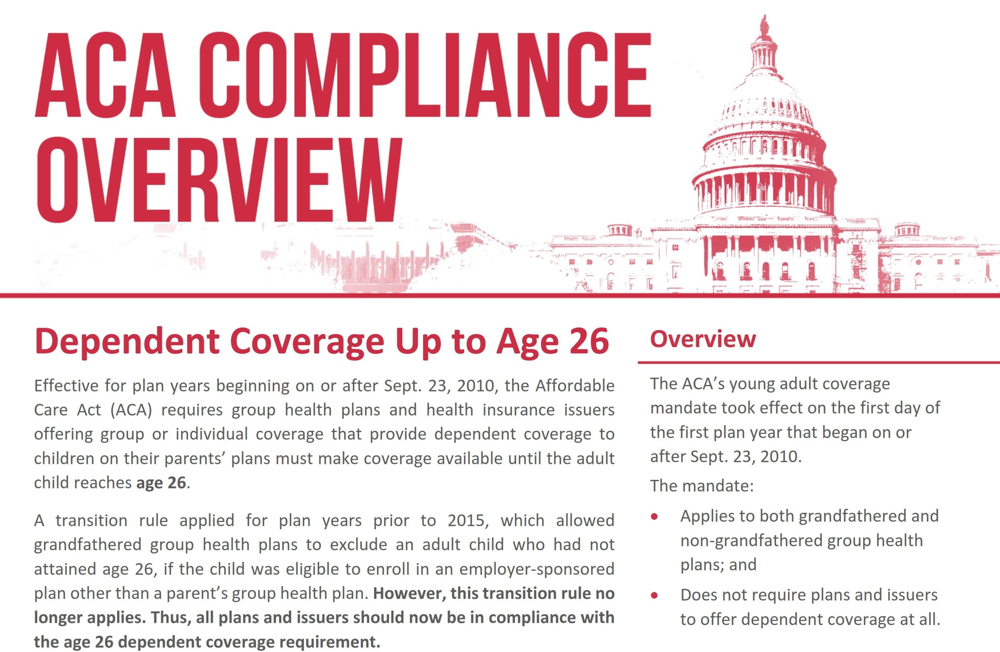 ACA COMPLIANCE
OVERVIEW
Dependent Coverage Up to Age 26
Effective for plan years beginning on or after Sept. 23, 2010, the Affordable
Care Act (ACA) requires group health plans and health insurance issuers
offering group or individual coverage that provide dependent coverage to
children on their parents’ plans must make coverage available until the adult
child reaches age 26.
A transition rule applied for plan years prior to 2015, which allowed
grandfathered group health plans to exclude an adult child who had not
attained age 26, if the child was eligible to enroll in an employer-sponsored
plan other than a parent’s group health plan. However, this transition rule no
longer applies. Thus, all plans and issuers should now be in compliance with
the age 26 dependent coverage requirement.
Overview
The ACA’s young adult coverage
mandate took effect on the first day of
the first plan year that began on or
after Sept. 23, 2010.
The mandate:
• Applies to both grandfathered and
non-grandfathered group health
plans; and
• Does not require plans and issuers
to offer dependent coverage at all.